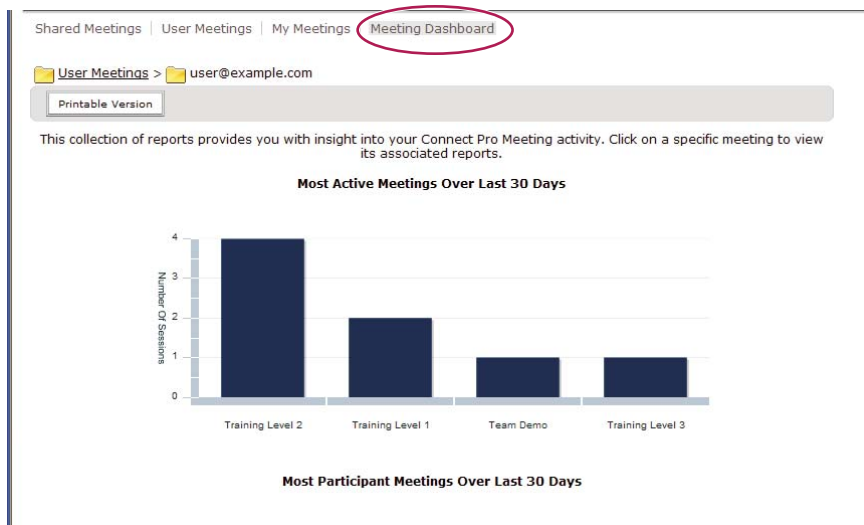 Shared Meetings | User Meetings | My Meetings | Meeting Dashboard
User Meetings > user@example.com
Printable Version
This collection of reports provides you with insight into your Connect Pro Meeting activity. Click on a specific meeting to view
its associated reports.
Most Active Meetings Over Last 30 Days
4
3
2
1
0
Number Of Sessions
Training Level 2 Training Level 1 Team Demo Training Level 3
Most Participant Meetings Over Last 30 Days